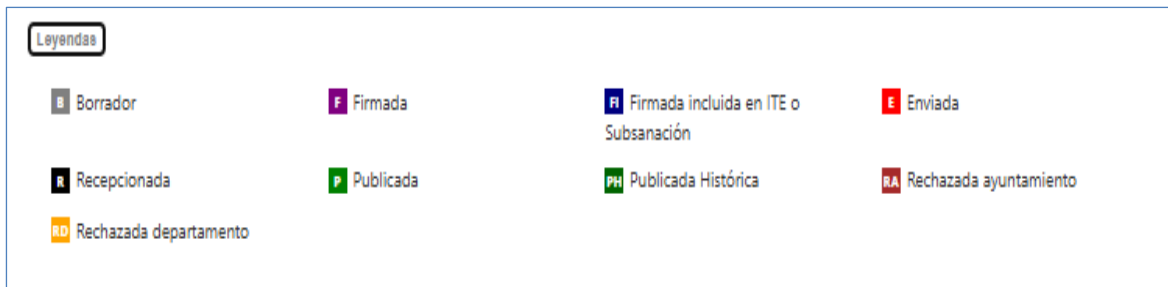 Leyendas
B Borrador
F Firmada
FI Firmada incluida en ITE o
Subsanación
E Enviada
R Recepcionada
P Publicada
PH Publicada Histórica
RA Rechazada ayuntamiento
RD Rechazada departamento